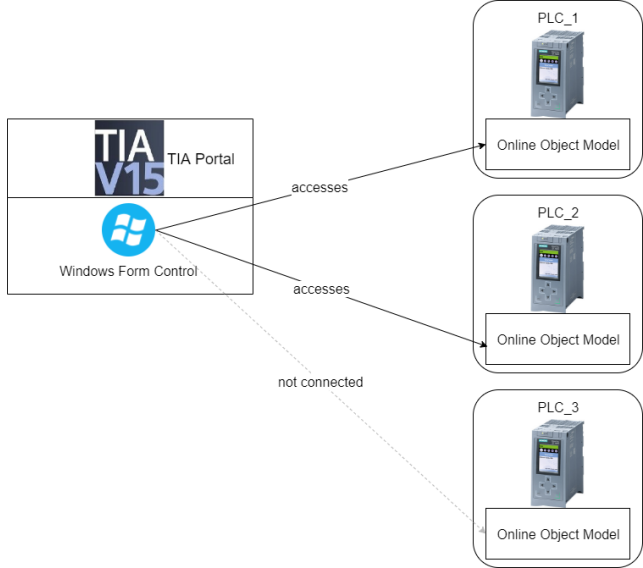 PLC_1
Online Object Model
TIA
V15
TIA Portal
accesses
Windows Form Control
PLC_2
accesses
Online Object Model
not connected
PLC_3
Online Object Model